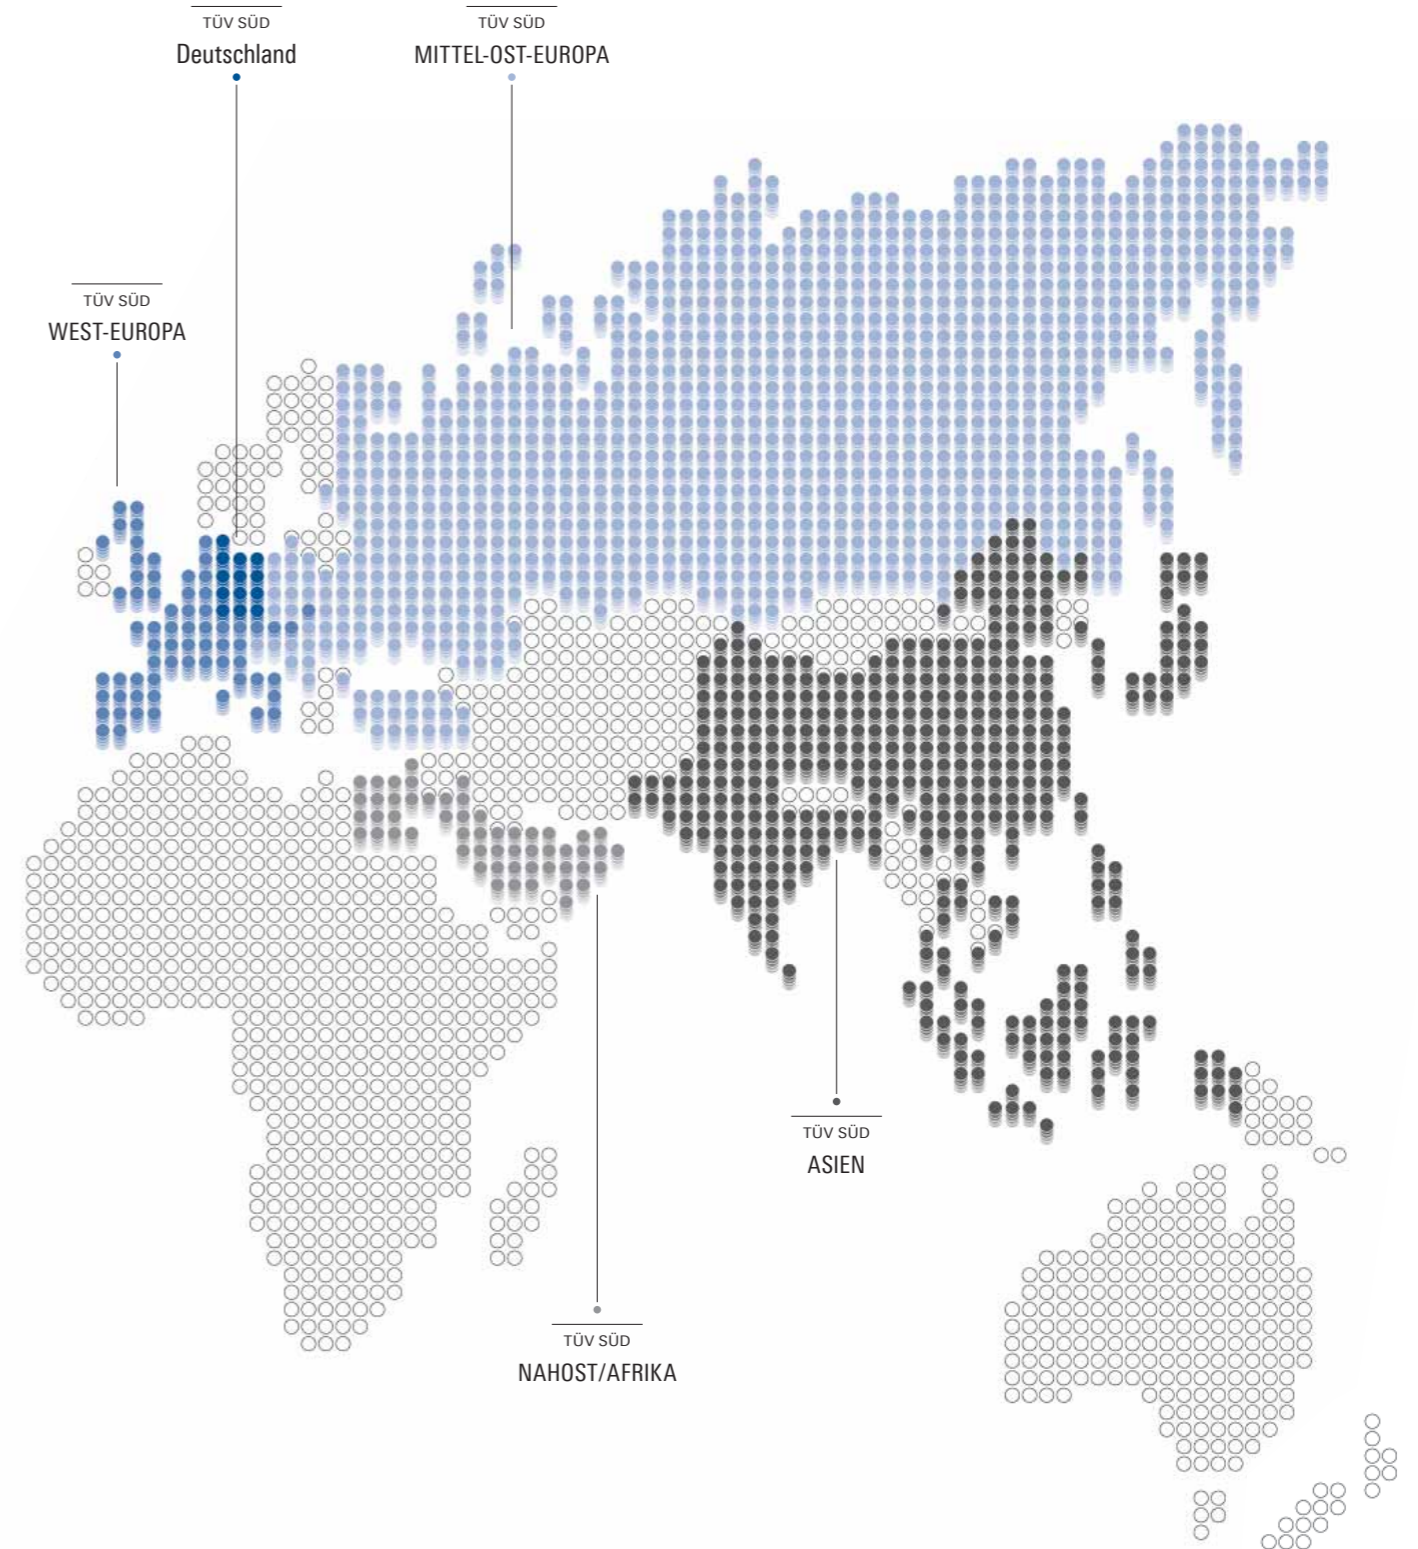 TÜV SÜD
Deutschland
TÜV SÜD
MITTEL-OST-EUROPA
TÜV SÜD
WEST-EUROPA
TÜV SÜD
ASIEN
TÜV SÜD
NAHOST/AFRIKA